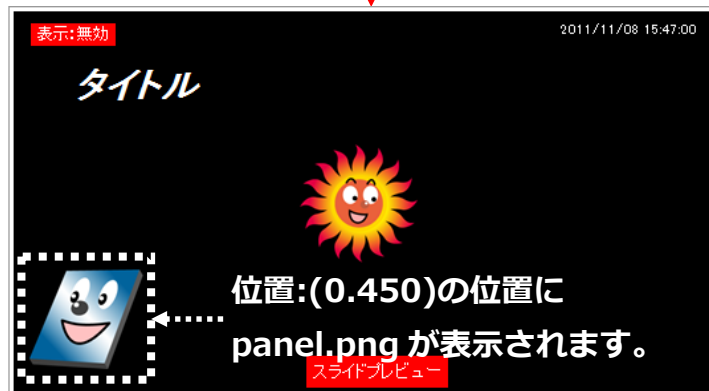 表示:無効
2011/11/08 15:47:00
タイトル
位置:(0.450)の位置に
panel.png が表示されます。
スライドプレビュー